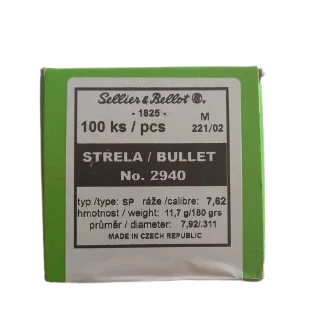 Sellier & Bellot S.
- 1825 -
100 ks / pcs
M
221/02
STŘELA / BULLET
No. 2940
typ /type: SP ráže /calibre: 7,62
hmotnost / weight: 11,7 g/180 grs
průměr / diameter: 7,92/.311
MADE IN CZECH REPUBLIC